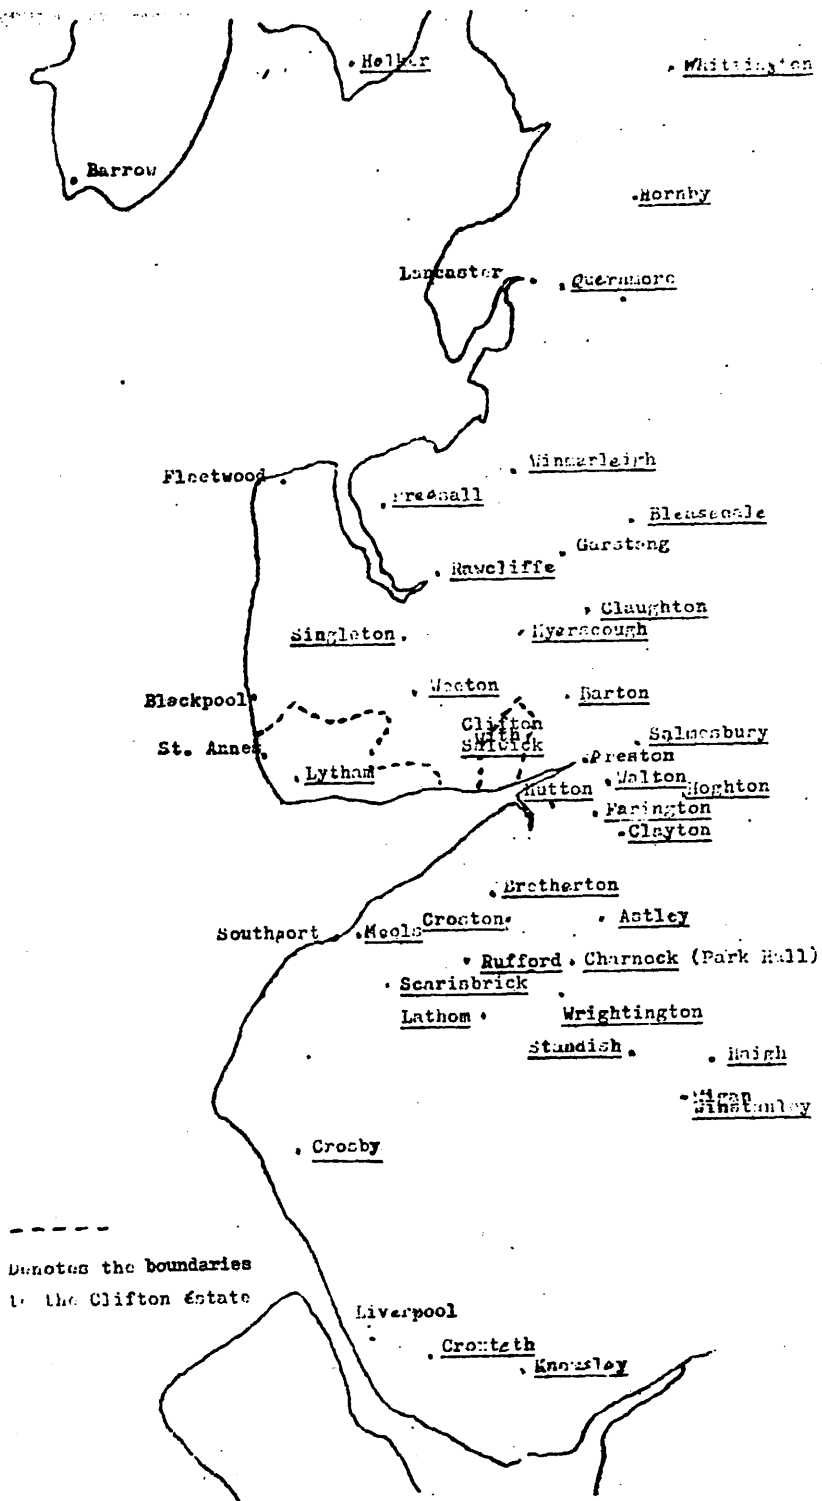 Holker
Whittington
Barrow
Hornby
Lancaster
Quernmore
Winmarleigh
Fleetwood
Preesall
Bleasedale
Garstang
Rawcliffe
Claughton
Singleton
Myerscough
Weeton
Barton
Blackpool
Clifton
with
Salwick
Salmesbury
St. Annes
Preston
Lytham
Walton
Hutton
Hoghton
Farington
Clayton
Bretherton
Croston
Astley
Southport
Meols
Rufford
Charnock (Park Hall)
Scarisbrick
Lathom
Wrightington
Standish
Haigh
Wigan
Winstanley
Crosby
Denotes the boundaries
to the Clifton Estate
Liverpool
Croxteth
Knowsley